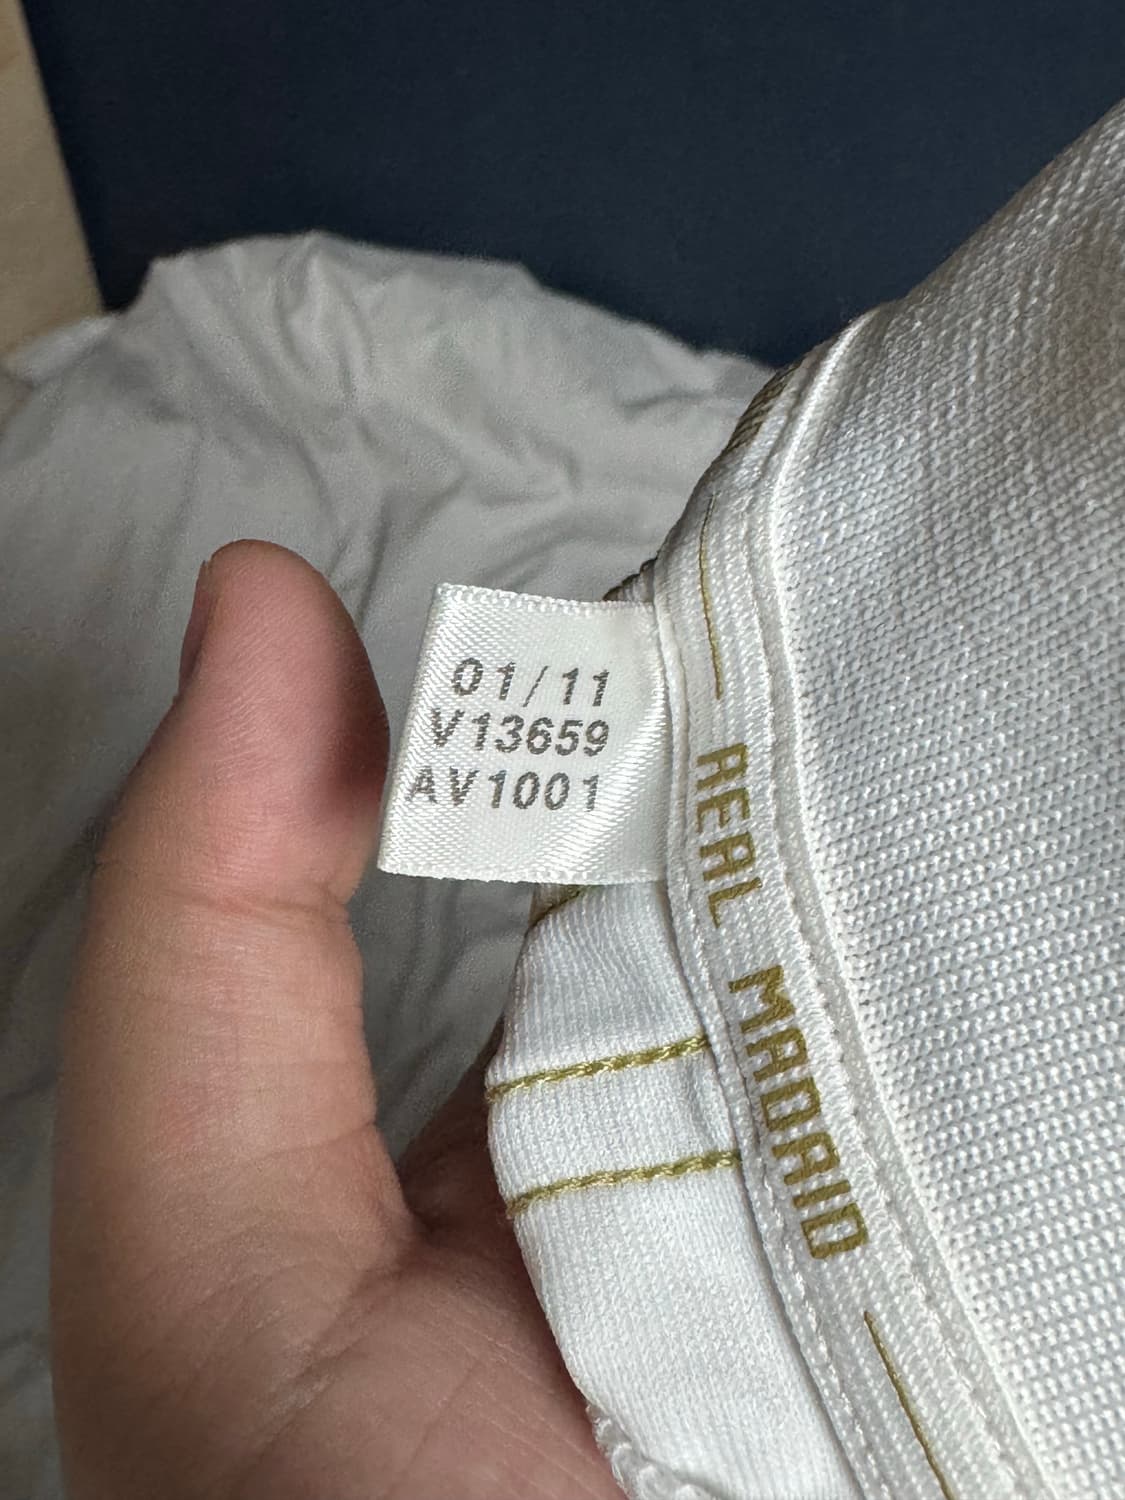 01/11
V13659
AV1001
REAL MADRID